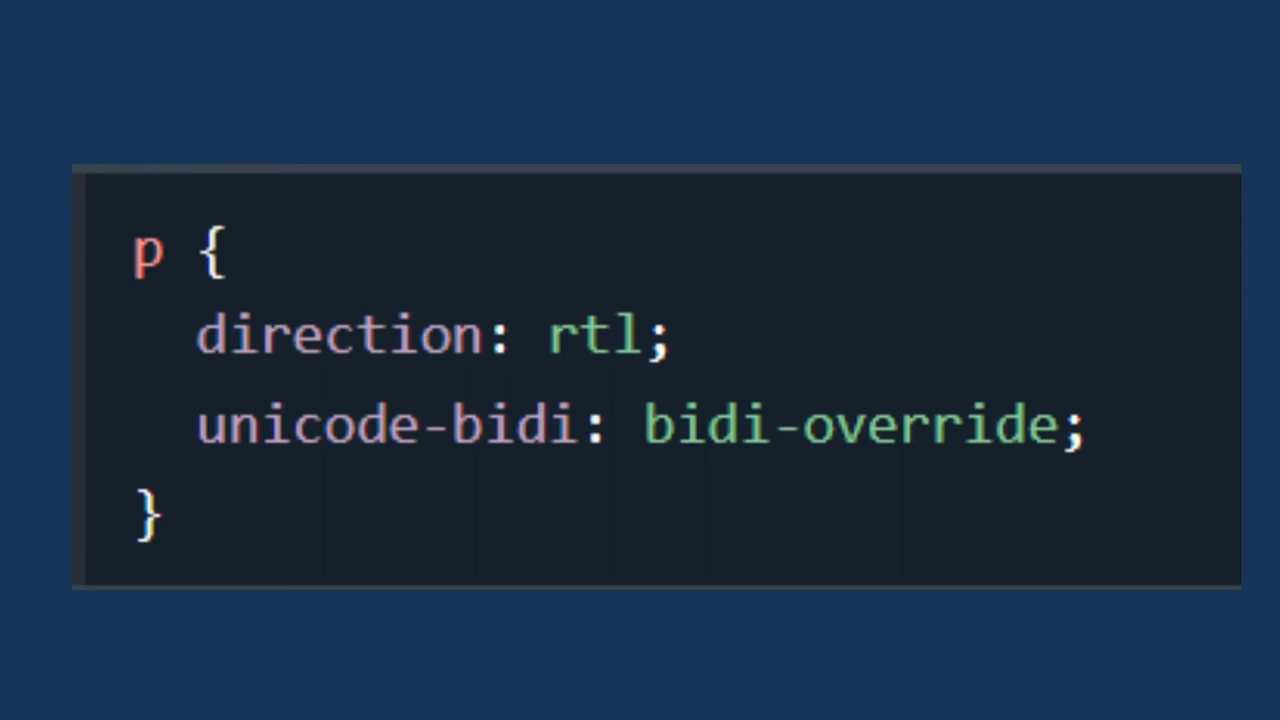 p {
  direction: rtl;
  unicode-bidi: bidi-override;
}